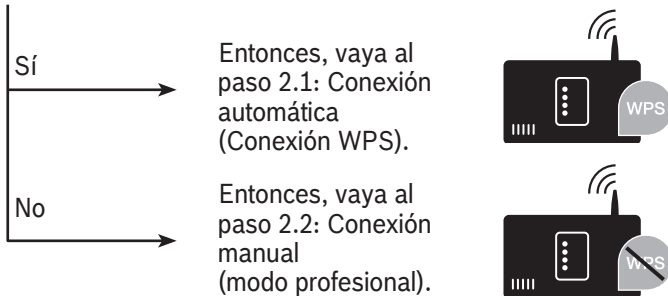 Sí
Entonces, vaya al
paso 2.1: Conexión
automática
(Conexión WPS).
WPS
No
Entonces, vaya al
paso 2.2: Conexión
manual
(modo profesional).
WPS